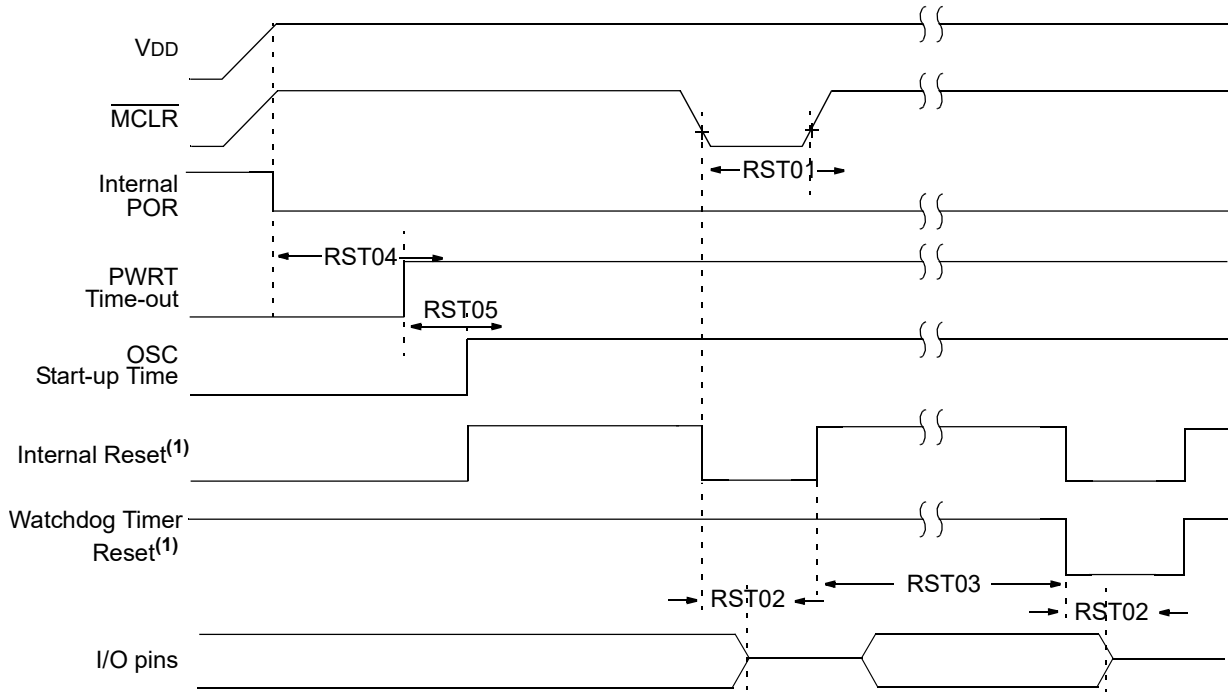 VDD
MCLR
RST01
Internal
POR
RST04
PWRT
Time-out
RST05
OSC
Start-up Time
Internal Reset(1)
Watchdog Timer
Reset(1)
RST02
RST03
RST02
I/O pins